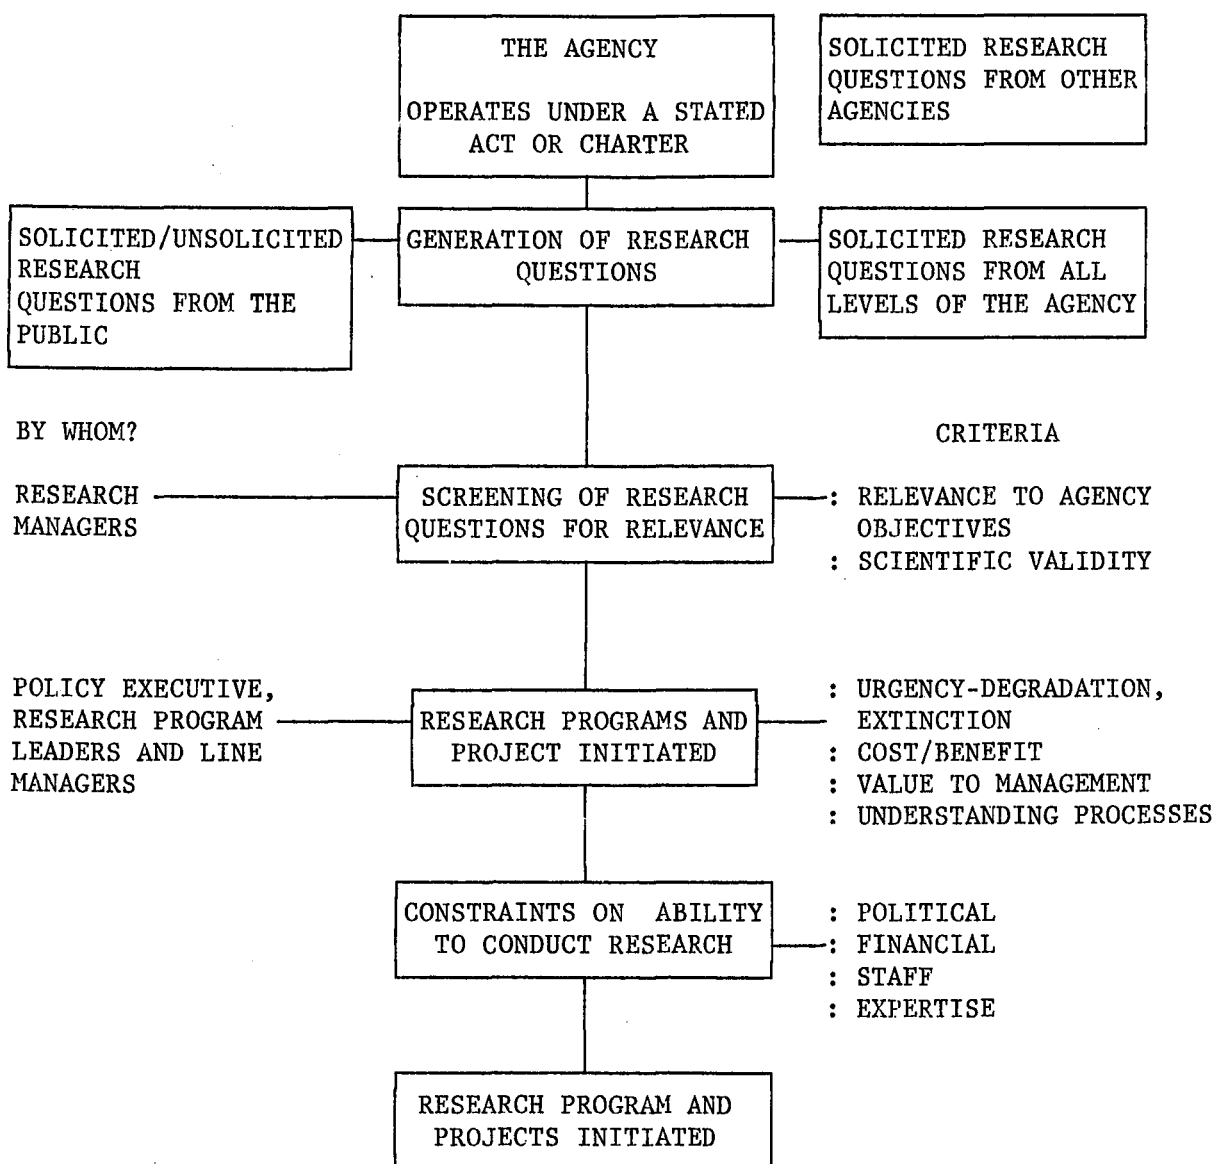 THE AGENCY
OPERATES UNDER A STATED
ACT OR CHARTER
SOLICITED RESEARCH
QUESTIONS FROM OTHER
AGENCIES
SOLICITED/UNSOLICITED
RESEARCH
QUESTIONS FROM THE
PUBLIC
GENERATION OF RESEARCH
QUESTIONS
SOLICITED RESEARCH
QUESTIONS FROM ALL
LEVELS OF THE AGENCY
BY WHOM?
CRITERIA
RESEARCH
MANAGERS
SCREENING OF RESEARCH
QUESTIONS FOR RELEVANCE
: RELEVANCE TO AGENCY
OBJECTIVES
: SCIENTIFIC VALIDITY
POLICY EXECUTIVE,
RESEARCH PROGRAM
LEADERS AND LINE
MANAGERS
RESEARCH PROGRAMS AND
PROJECT INITIATED
: URGENCY-DEGRADATION,
EXTINCTION
: COST/BENEFIT
: VALUE TO MANAGEMENT
: UNDERSTANDING PROCESSES
CONSTRAINTS ON ABILITY
TO CONDUCT RESEARCH
: POLITICAL
: FINANCIAL
: STAFF
: EXPERTISE
RESEARCH PROGRAM AND
PROJECTS INITIATED